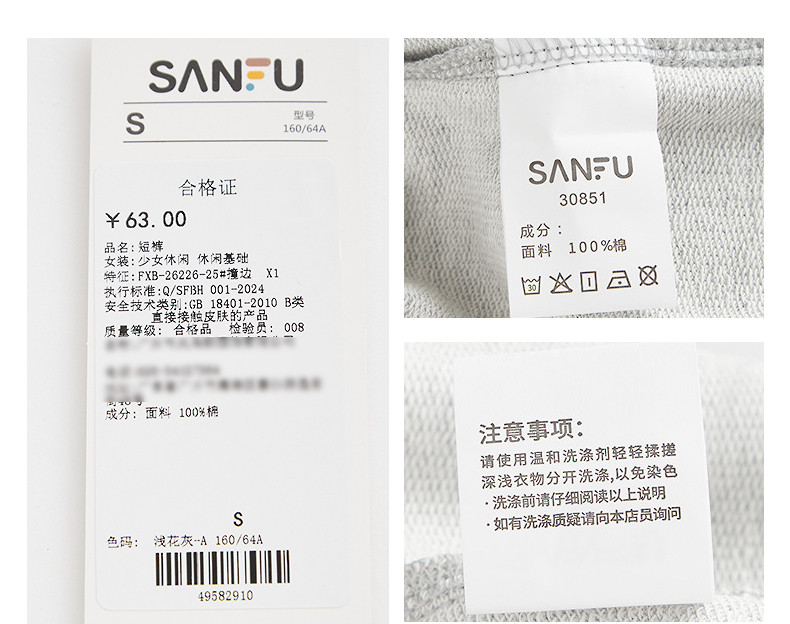 SANFU
S
型号
160/64A
合格证
￥63.00
品名:短裤
女装:少女休闲 休闲基础
特征:FXB-26226-25#撞边 X1
执行标准:Q/SFBH 001-2024
安全技术类别:GB 18401-2010 B类
直接接触皮肤的产品
质量等级: 合格品 检验员: 008
成分: 面料 100%棉
S
色码: 浅花灰-A 160/64A
49582910
SANFU
30851
成分:
面料 100%棉
30
注意事项:
请使用温和洗涤剂轻轻揉搓
深浅衣物分开洗涤,以免染色
·洗涤前请仔细阅读以上说明
·如有洗涤质疑请向本店员询问